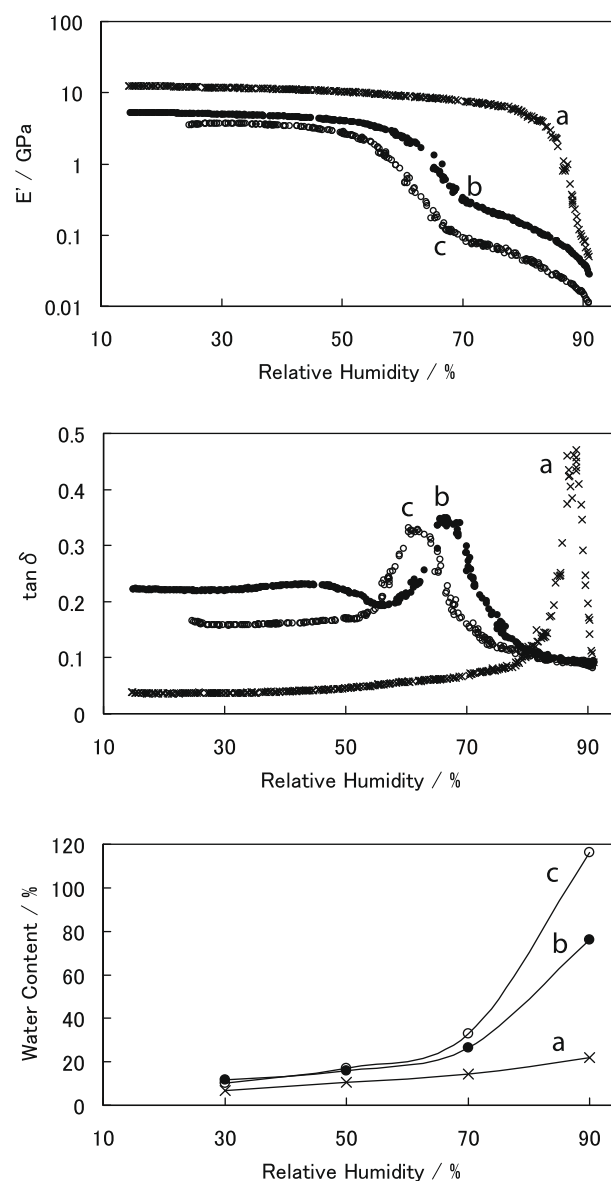 100
10
1
0.1
0.01
E' / GPa
a
b
c
10 30 50 70 90
Relative Humidity / %
0.5
0.4
0.3
0.2
0.1
0
tan δ
a
b
c
10 30 50 70 90
Relative Humidity / %
120
100
80
60
40
20
0
Water Content / %
c
b
a
10 30 50 70 90
Relative Humidity / %